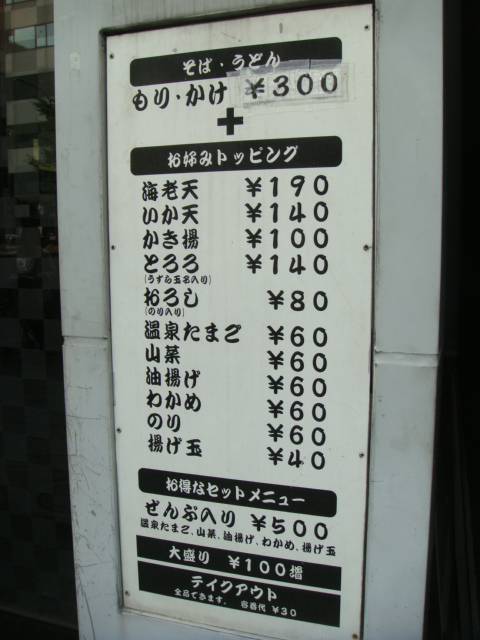 そば・うどん
もり・かけ ¥300
+
お好みトッピング
海老天 ¥190
いか天 ¥140
かき揚 ¥100
とろろ ¥140
(うずら玉子入り)
おろし ¥80
(のり入り)
温泉たまご ¥60
山菜 ¥60
油揚げ ¥60
わかめ ¥60
のり ¥60
揚げ玉 ¥40
お得なセットメニュー
ぜんぶ入り ¥500
温泉たまご、山菜、油揚げ、わかめ、揚げ玉
大盛り ¥100増
テイクアウト
全品できます。 容器代 ¥30